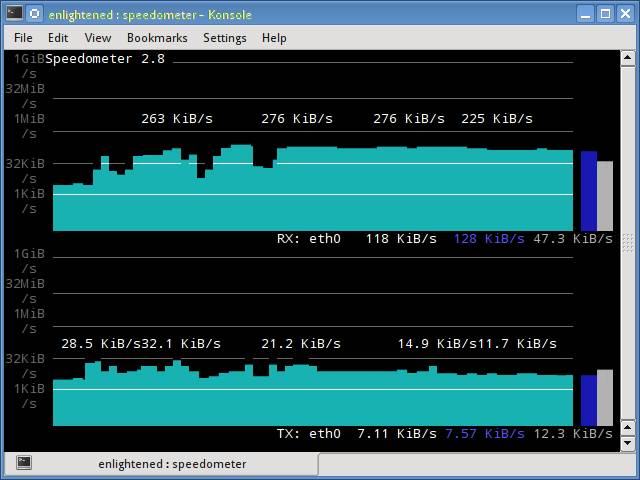 enlightened : speedometer - Konsole
File Edit View Bookmarks Settings Help
1GiB Speedometer 2.8
/s
32MiB
/s
1MiB 263 KiB/s 276 KiB/s 276 KiB/s 225 KiB/s
/s
32KiB
/s
1KiB
/s
RX: eth0 118 KiB/s 128 KiB/s 47.3 KiB/s
1GiB
/s
32MiB
/s
1MiB
/s
28.5 KiB/s32.1 KiB/s 21.2 KiB/s 14.9 KiB/s11.7 KiB/s
32KiB
/s
1KiB
/s
TX: eth0 7.11 KiB/s 7.57 KiB/s 12.3 KiB/s
enlightened : speedometer